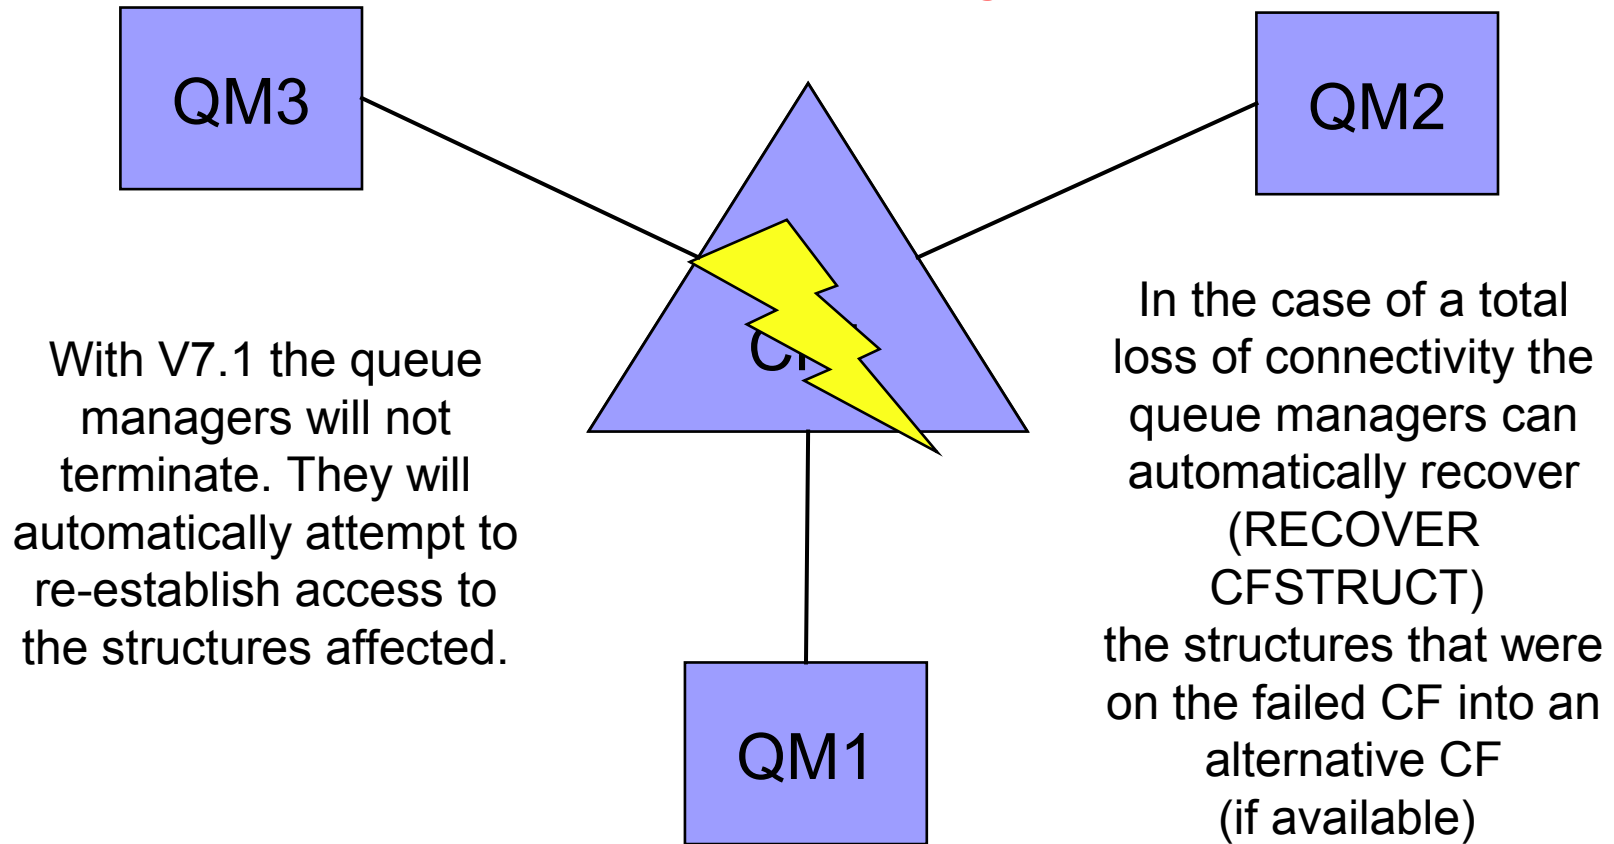 QM3
QM2
With V7.1 the queue
managers will not
terminate. They will
automatically attempt to
re-establish access to
the structures affected.
In the case of a total
loss of connectivity the
queue managers can
automatically recover
(RECOVER
CFSTRUCT)
the structures that were
on the failed CF into an
alternative CF
(if available)
QM1